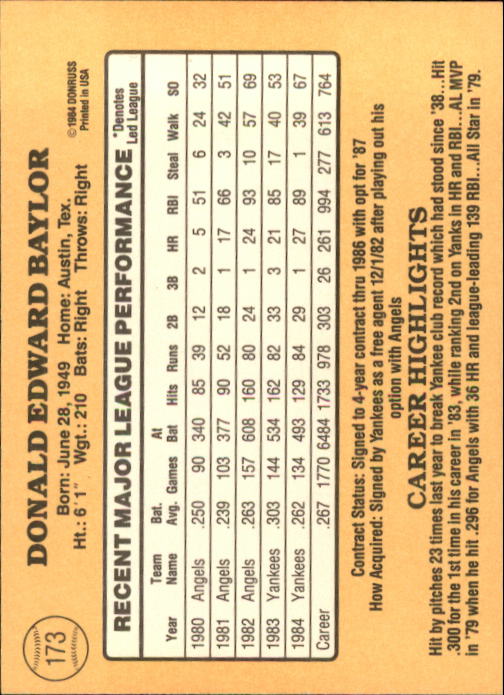 173
DONALD EDWARD BAYLOR
© 1984 DONRUSS
Printed in USA
Born: June 28, 1949 Home: Austin, Tex.
Ht.: 6'1" Wgt.: 210 Bats: Right Throws: Right
RECENT MAJOR LEAGUE PERFORMANCE *Denotes Led League
Year Team Name Bat. Avg. Games At Bat Hits Runs 2B 3B HR RBI Steal Walk SO
1980 Angels .250 90 340 85 39 12 2 5 51 6 24 32
1981 Angels .239 103 377 90 52 18 1 17 66 3 42 51
1982 Angels .263 157 608 160 80 24 1 24 93 10 57 69
1983 Yankees .303 144 534 162 82 33 3 21 85 17 40 53
1984 Yankees .262 134 493 129 84 29 1 27 89 1 39 67
Career .267 1770 6484 1733 978 303 26 261 994 277 613 764
Contract Status: Signed to 4-year contract thru 1986 with opt for '87
How Acquired: Signed by Yankees as a free agent 12/1/82 after playing out his
option with Angels
CAREER HIGHLIGHTS
Hit by pitches 23 times last year to break Yankee club record which had stood since '38...Hit
.300 for the 1st time in his career in '83, while ranking 2nd on Yanks in HR and RBI...AL MVP
in '79 when he hit .296 for Angels with 36 HR and league-leading 139 RBI...All Star in '79.